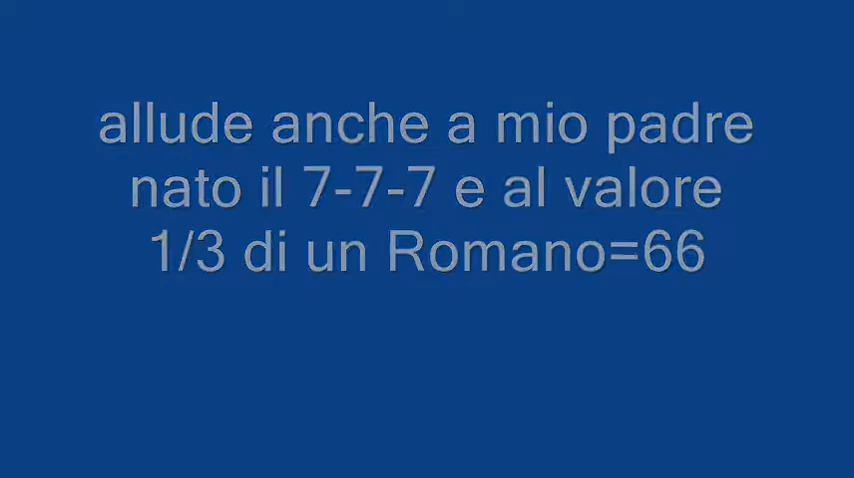 allude anche a mio padre
nato il 7-7-7 e al valore
1/3 di un Romano=66